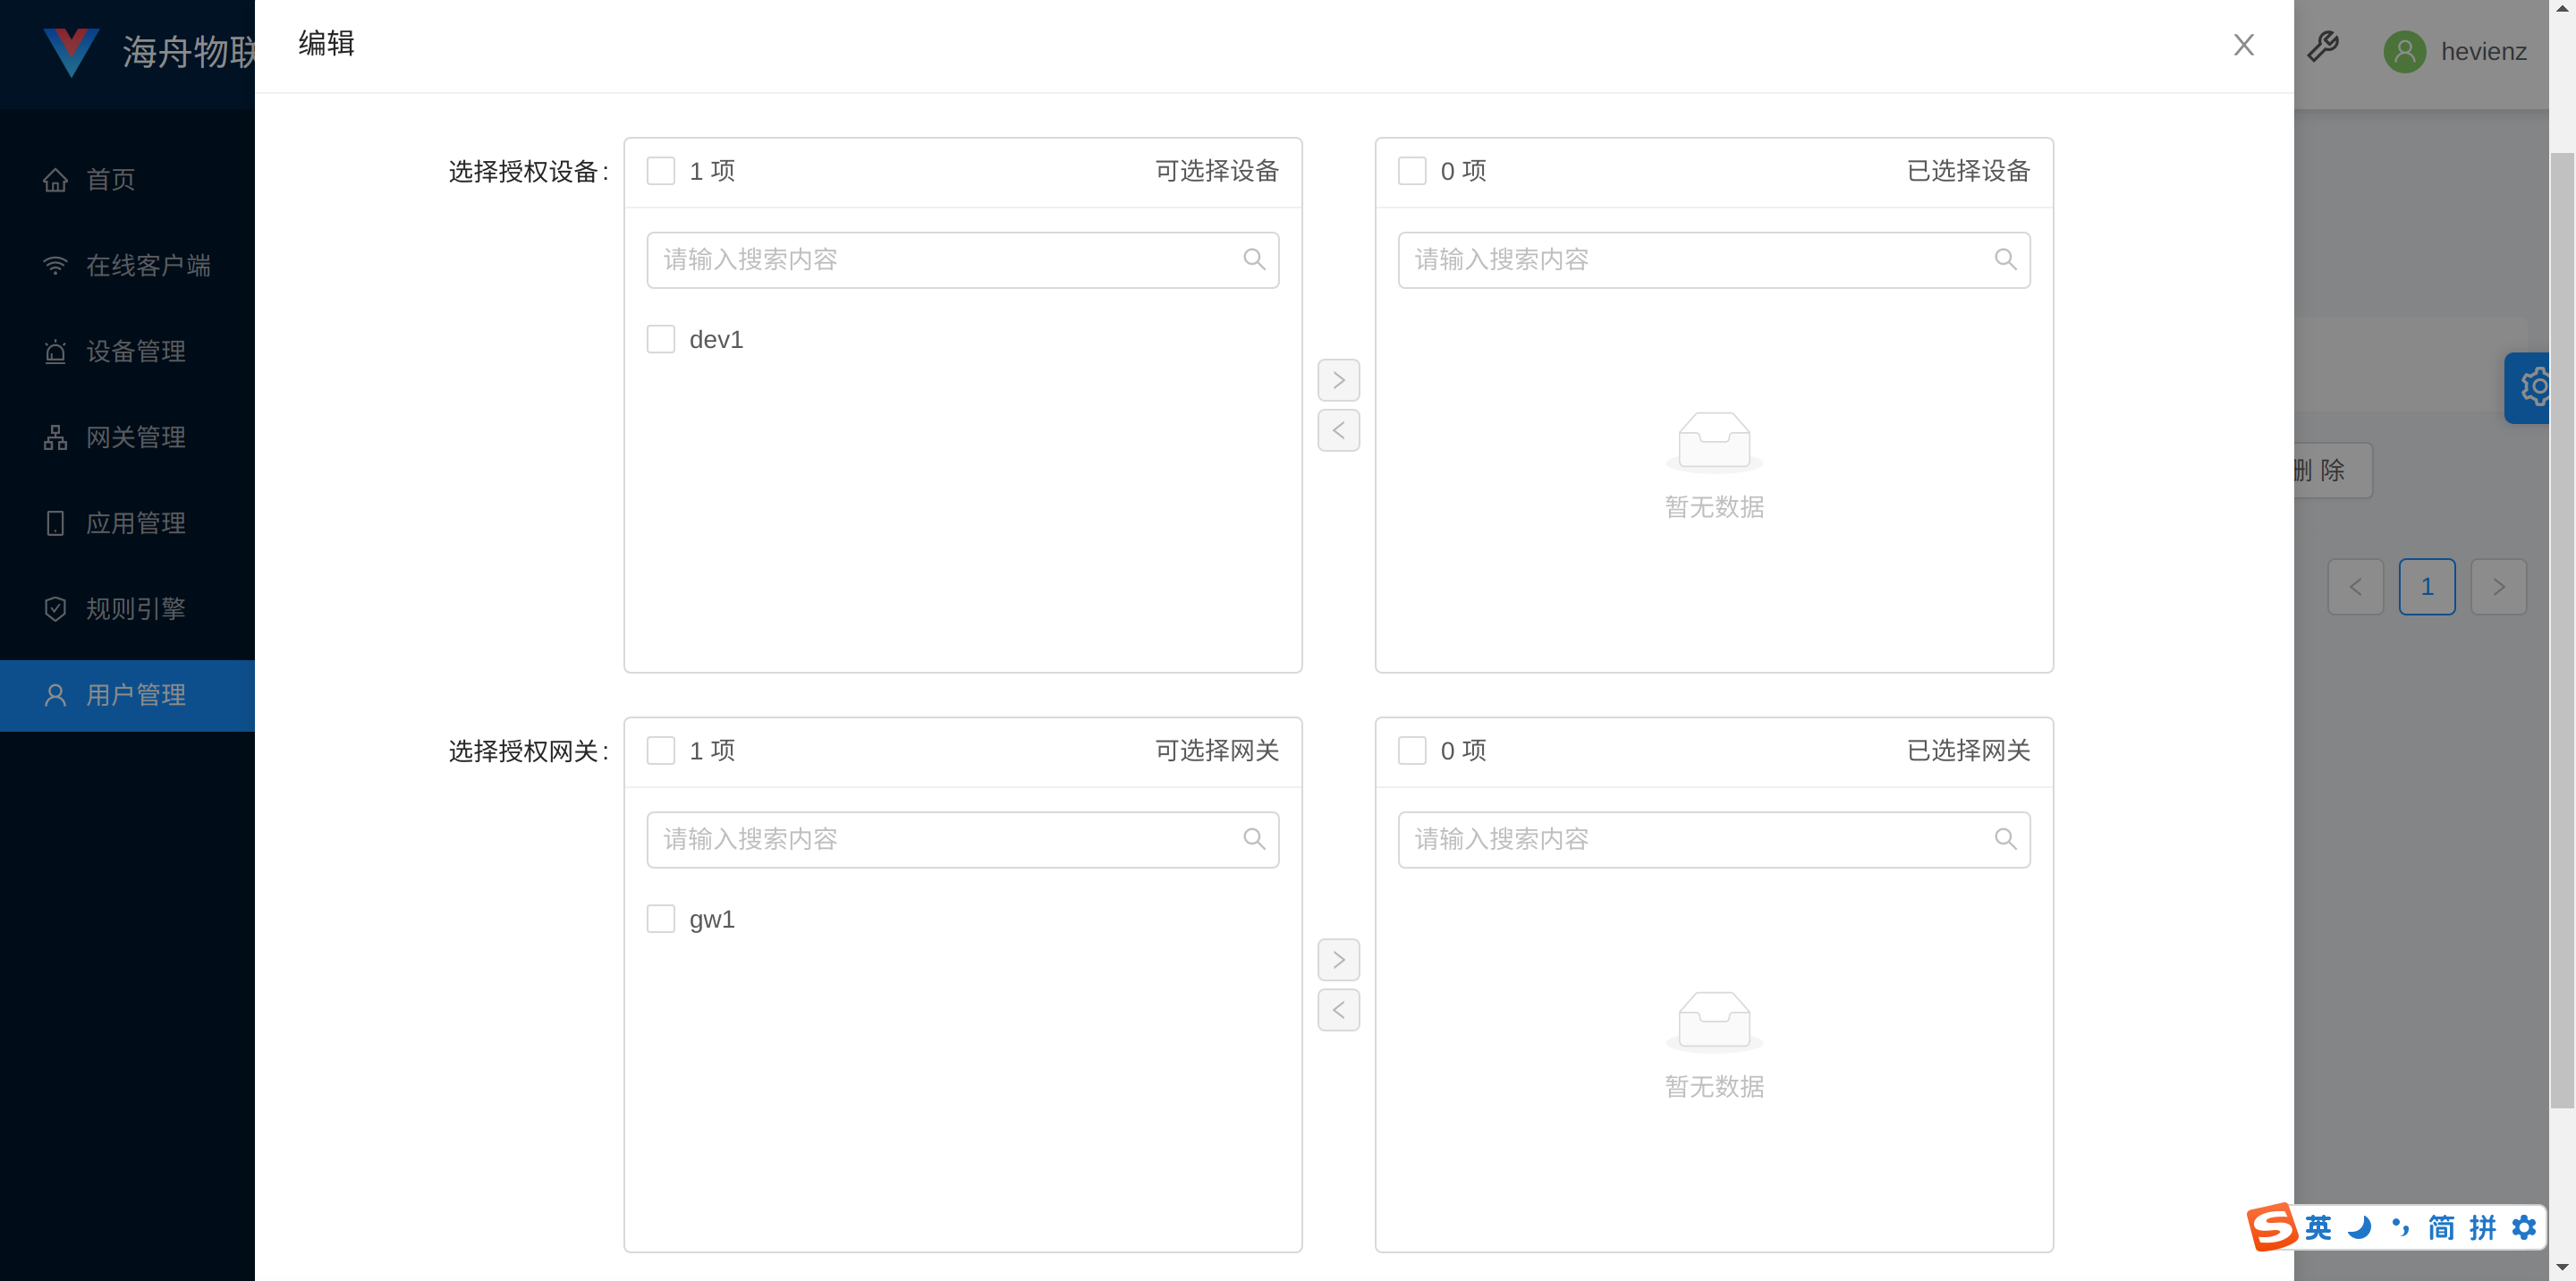 海舟物联
编辑
hevienz
首页
在线客户端
设备管理
网关管理
应用管理
规则引擎
用户管理
选择授权设备:
1 项
可选择设备
请输入搜索内容
dev1
0 项
已选择设备
请输入搜索内容
暂无数据
选择授权网关:
1 项
可选择网关
请输入搜索内容
gw1
0 项
已选择网关
请输入搜索内容
暂无数据
删 除
1
英 简 拼